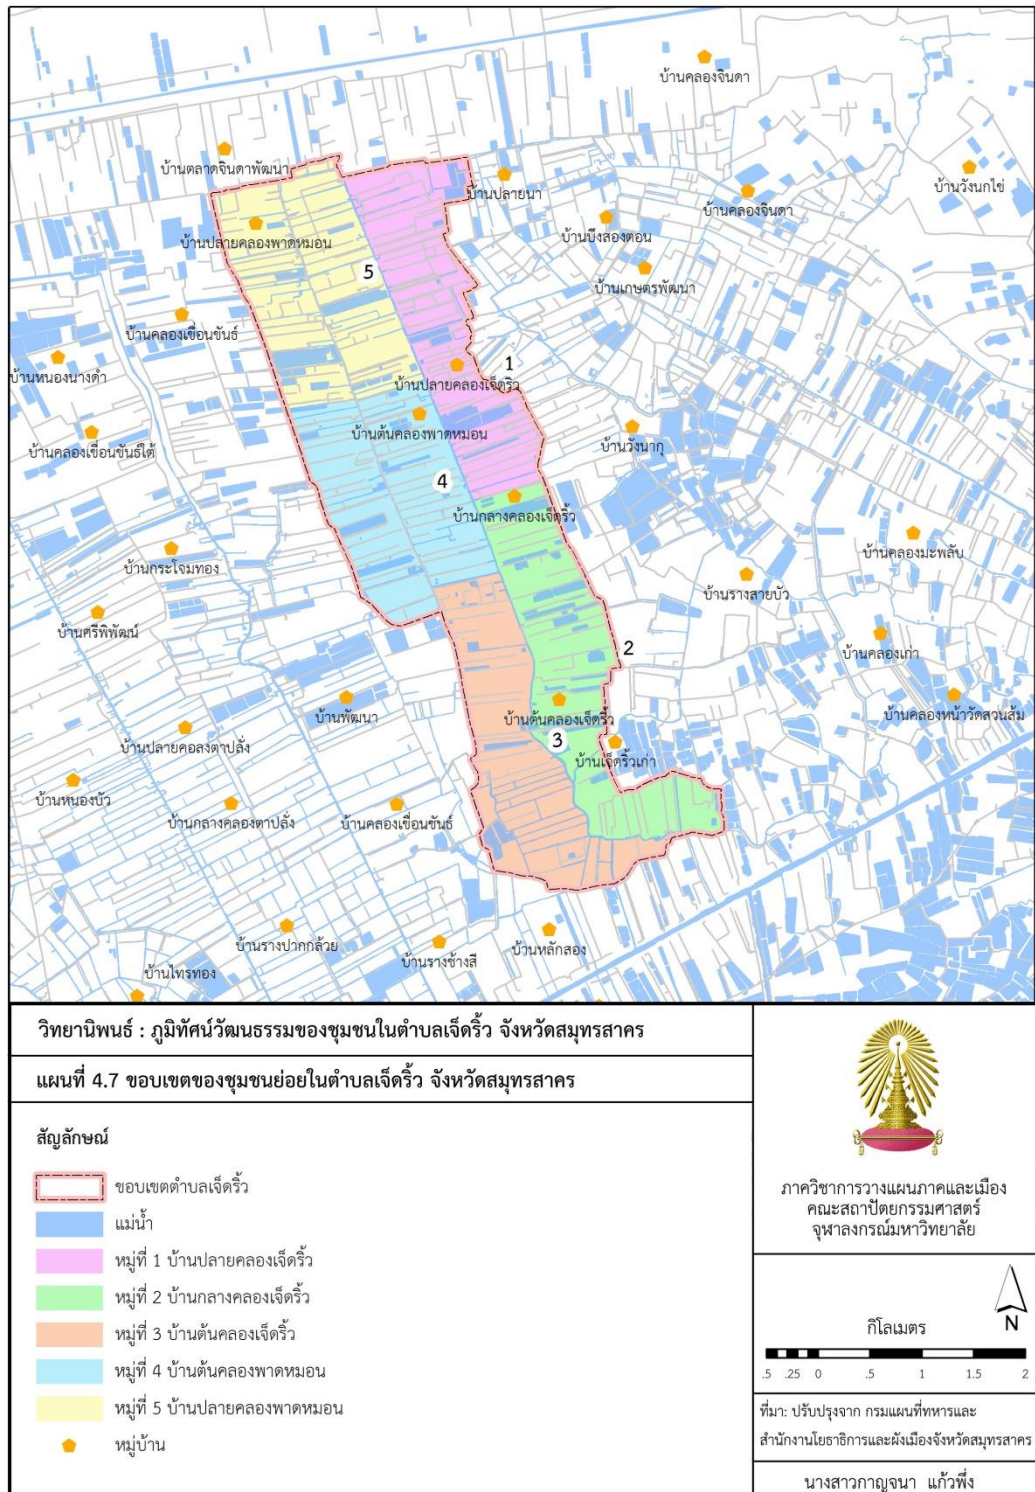 บ้านคลองจินดา
บ้านตลาดจินดาพัฒนา
บ้านปลายนา
บ้านวังนกไข่
บ้านคลองจินดา
บ้านปลายคลองพาดหมอน
บ้านบึงสองตอน
5
บ้านเกษตรพัฒนา
บ้านคลองเขื่อนขันธ์
บ้านหนองนางดำ
1
บ้านปลายคลองเจ็ดริ้ว
บ้านต้นคลองพาดหมอน
บ้านคลองเขื่อนขันธ์ใต้
บ้านวังนากุ
4
บ้านกลางคลองเจ็ดริ้ว
บ้านคลองมะพลับ
บ้านกระโจมทอง
บ้านรางสายบัว
บ้านศรีพิพัฒน์
2
บ้านคลองเก่า
บ้านพัฒนา
บ้านต้นคลองเจ็ดริ้ว
บ้านคลองหน้าวัดสวนส้ม
บ้านปลายคอลงตาปลั่ง
3
บ้านเจ็ดริ้วเก่า
บ้านหนองบัว
บ้านกลางคลองตาปลั่ง
บ้านคลองเขื่อนขันธ์
บ้านรางปากกล้วย
บ้านรางช้างสี
บ้านหลักสอง
บ้านไทรทอง
วิทยานิพนธ์ : ภูมิทัศน์วัฒนธรรมของชุมชนในตำบลเจ็ดริ้ว จังหวัดสมุทรสาคร
แผนที่ 4.7 ขอบเขตของชุมชนย่อยในตำบลเจ็ดริ้ว จังหวัดสมุทรสาคร
สัญลักษณ์
ขอบเขตตำบลเจ็ดริ้ว
แม่น้ำ
หมู่ที่ 1 บ้านปลายคลองเจ็ดริ้ว
หมู่ที่ 2 บ้านกลางคลองเจ็ดริ้ว
หมู่ที่ 3 บ้านต้นคลองเจ็ดริ้ว
หมู่ที่ 4 บ้านต้นคลองพาดหมอน
หมู่ที่ 5 บ้านปลายคลองพาดหมอน
หมู่บ้าน
ภาควิชาการวางแผนภาคและเมือง
คณะสถาปัตยกรรมศาสตร์
จุฬาลงกรณ์มหาวิทยาลัย
N
กิโลเมตร
.5 .25 0 .5 1 1.5 2
ที่มา: ปรับปรุงจาก กรมแผนที่ทหารและ
สำนักงานโยธาธิการและผังเมืองจังหวัดสมุทรสาคร
นางสาวกาญจนา แก้วพึ่ง